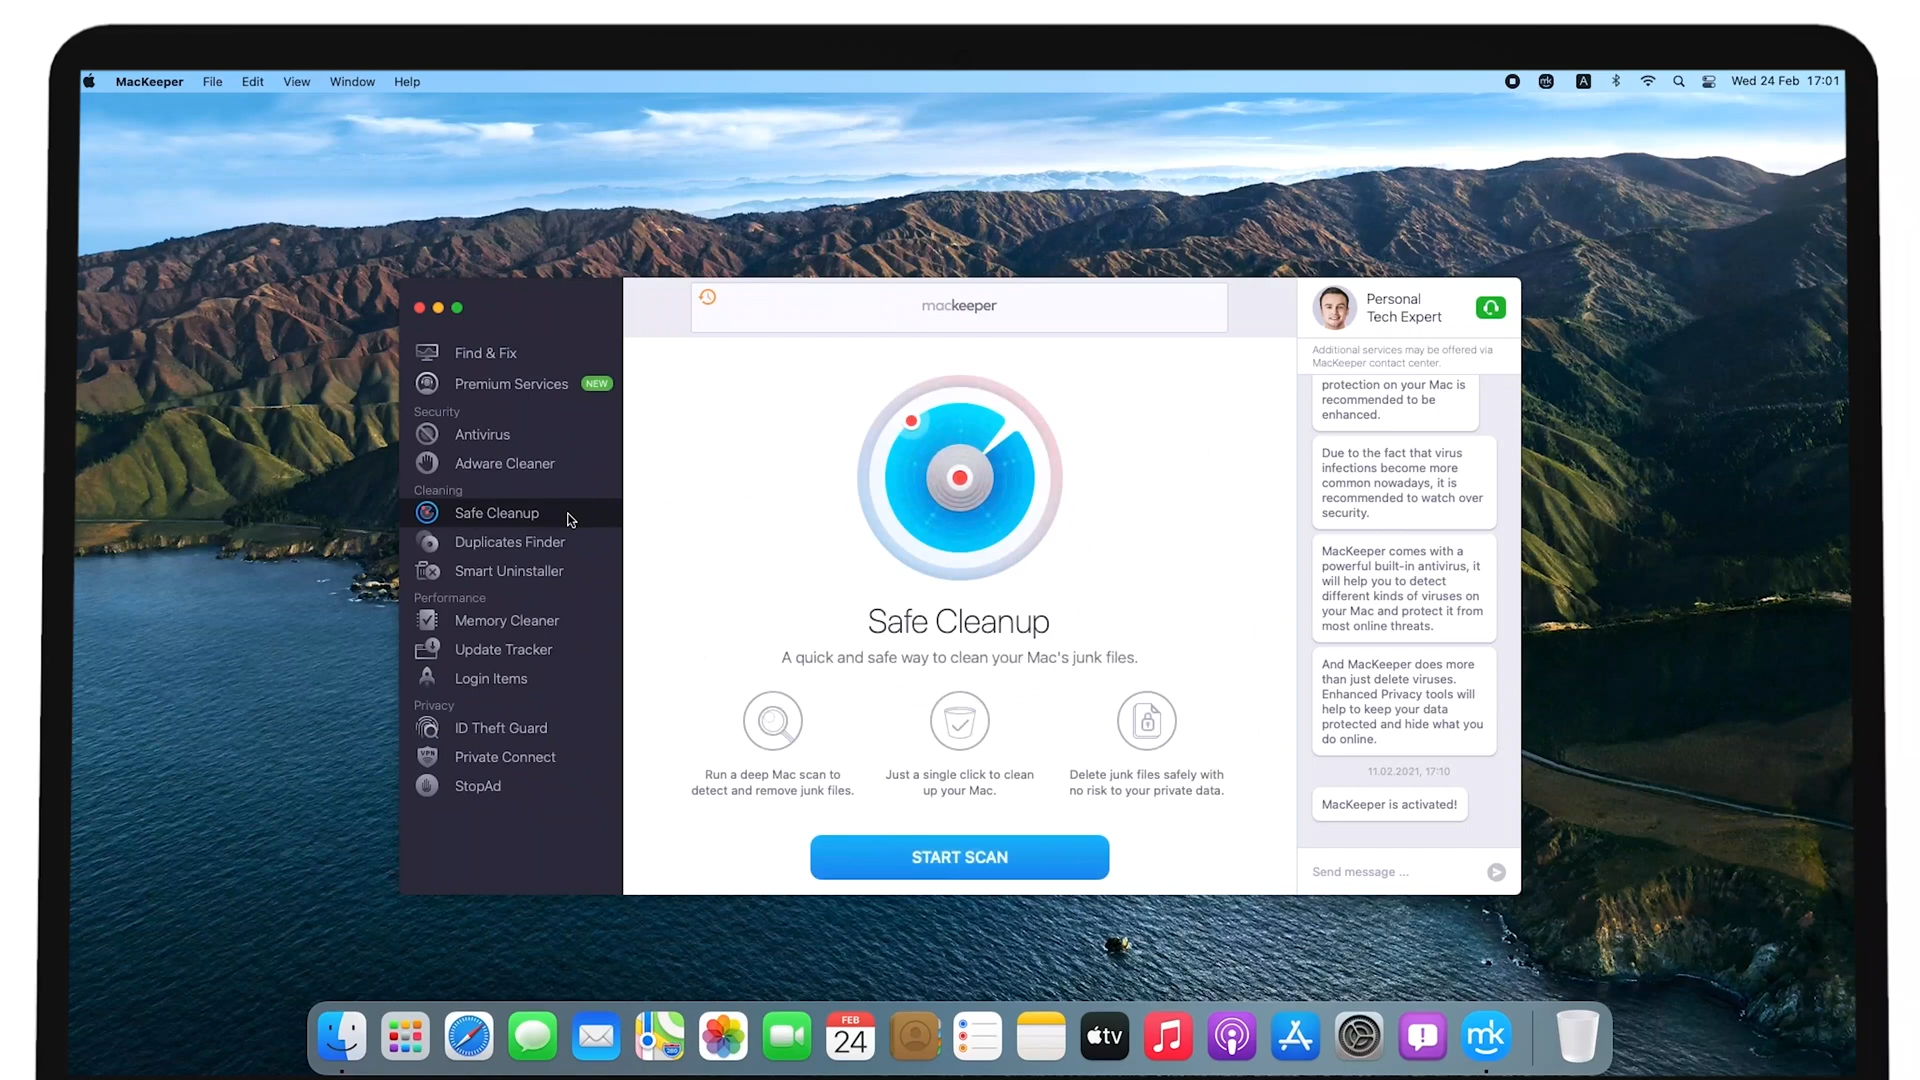 MacKeeper File Edit View Window Help
A
Wed 24 Feb 17:01
mackeeper
Find & Fix
Premium Services NEW
Security
Antivirus
Adware Cleaner
Cleaning
Safe Cleanup
Duplicates Finder
Smart Uninstaller
Performance
Memory Cleaner
Update Tracker
Login Items
Privacy
ID Theft Guard
VPN Private Connect
StopAd
Safe Cleanup
A quick and safe way to clean your Mac's junk files.
Run a deep Mac scan to
detect and remove junk files.
Just a single click to clean
up your Mac.
Delete junk files safely with
no risk to your private data.
START SCAN
Personal
Tech Expert
Additional services may be offered via
MacKeeper contact center.
protection on your Mac is
recommended to be
enhanced.
Due to the fact that virus
infections become more
common nowadays, it is
recommended to watch over
security.
MacKeeper comes with a
powerful built-in antivirus, it
will help you to detect
different kinds of viruses on
your Mac and protect it from
most online threats.
And MacKeeper does more
than just delete viruses.
Enhanced Privacy tools will
help to keep your data
protected and hide what you
do online.
11.02.2021, 17:10
MacKeeper is activated!
Send message ...
280
FEB
24
tv
mk